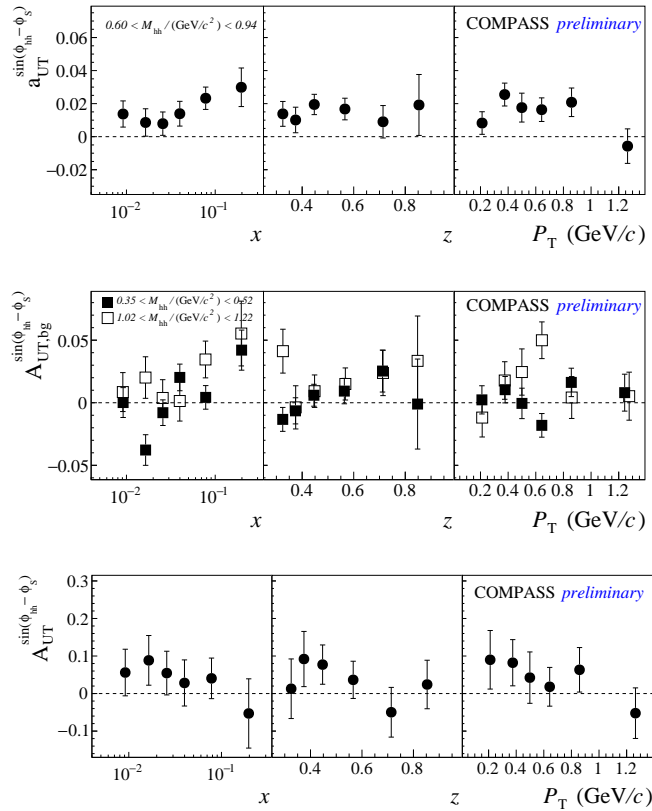 a_UT^sin(ϕ_hh − ϕ_S)
0.60 < M_hh /(GeV/c²) < 0.94
COMPASS preliminary
0.06
0.04
0.02
0
−0.02
10⁻² 10⁻¹ 0.4 0.6 0.8 0.2 0.4 0.6 0.8 1 1.2
x z P_T (GeV/c)
A_UT,bg^sin(ϕ_hh − ϕ_S)
0.35 < M_hh /(GeV/c²) < 0.52
1.02 < M_hh /(GeV/c²) < 1.22
COMPASS preliminary
0.05
0
−0.05
10⁻² 10⁻¹ 0.4 0.6 0.8 0.2 0.4 0.6 0.8 1 1.2
x z P_T (GeV/c)
A_UT^sin(ϕ_hh − ϕ_S)
COMPASS preliminary
0.3
0.2
0.1
0
−0.1
10⁻² 10⁻¹ 0.4 0.6 0.8 0.2 0.4 0.6 0.8 1 1.2
x z P_T (GeV/c)